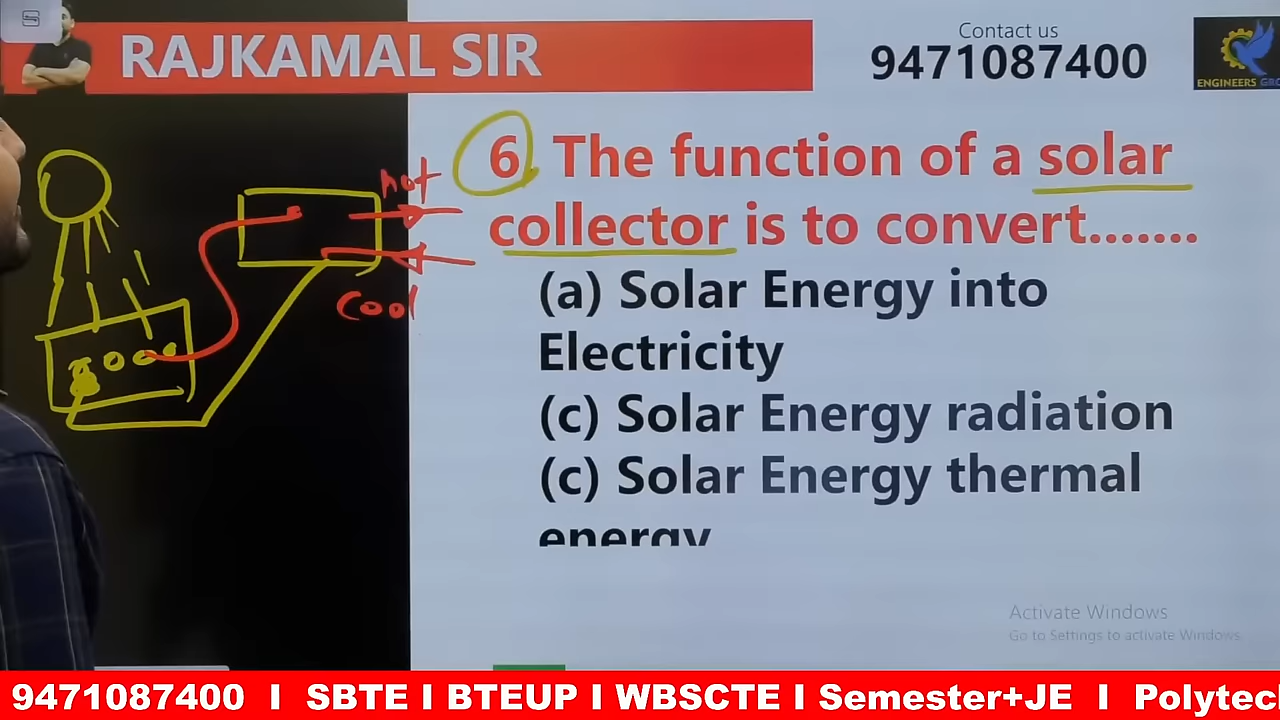 RAJKAMAL SIR
Contact us
9471087400
ENGINEERS GRO
6. The function of a solar
collector is to convert.......
(a) Solar Energy into
Electricity
(c) Solar Energy radiation
(c) Solar Energy thermal
energy
Hot
Cool
Activate Windows
Go to Settings to activate Windows.
9471087400 I SBTE I BTEUP I WBSCTE I Semester+JE I Polytec